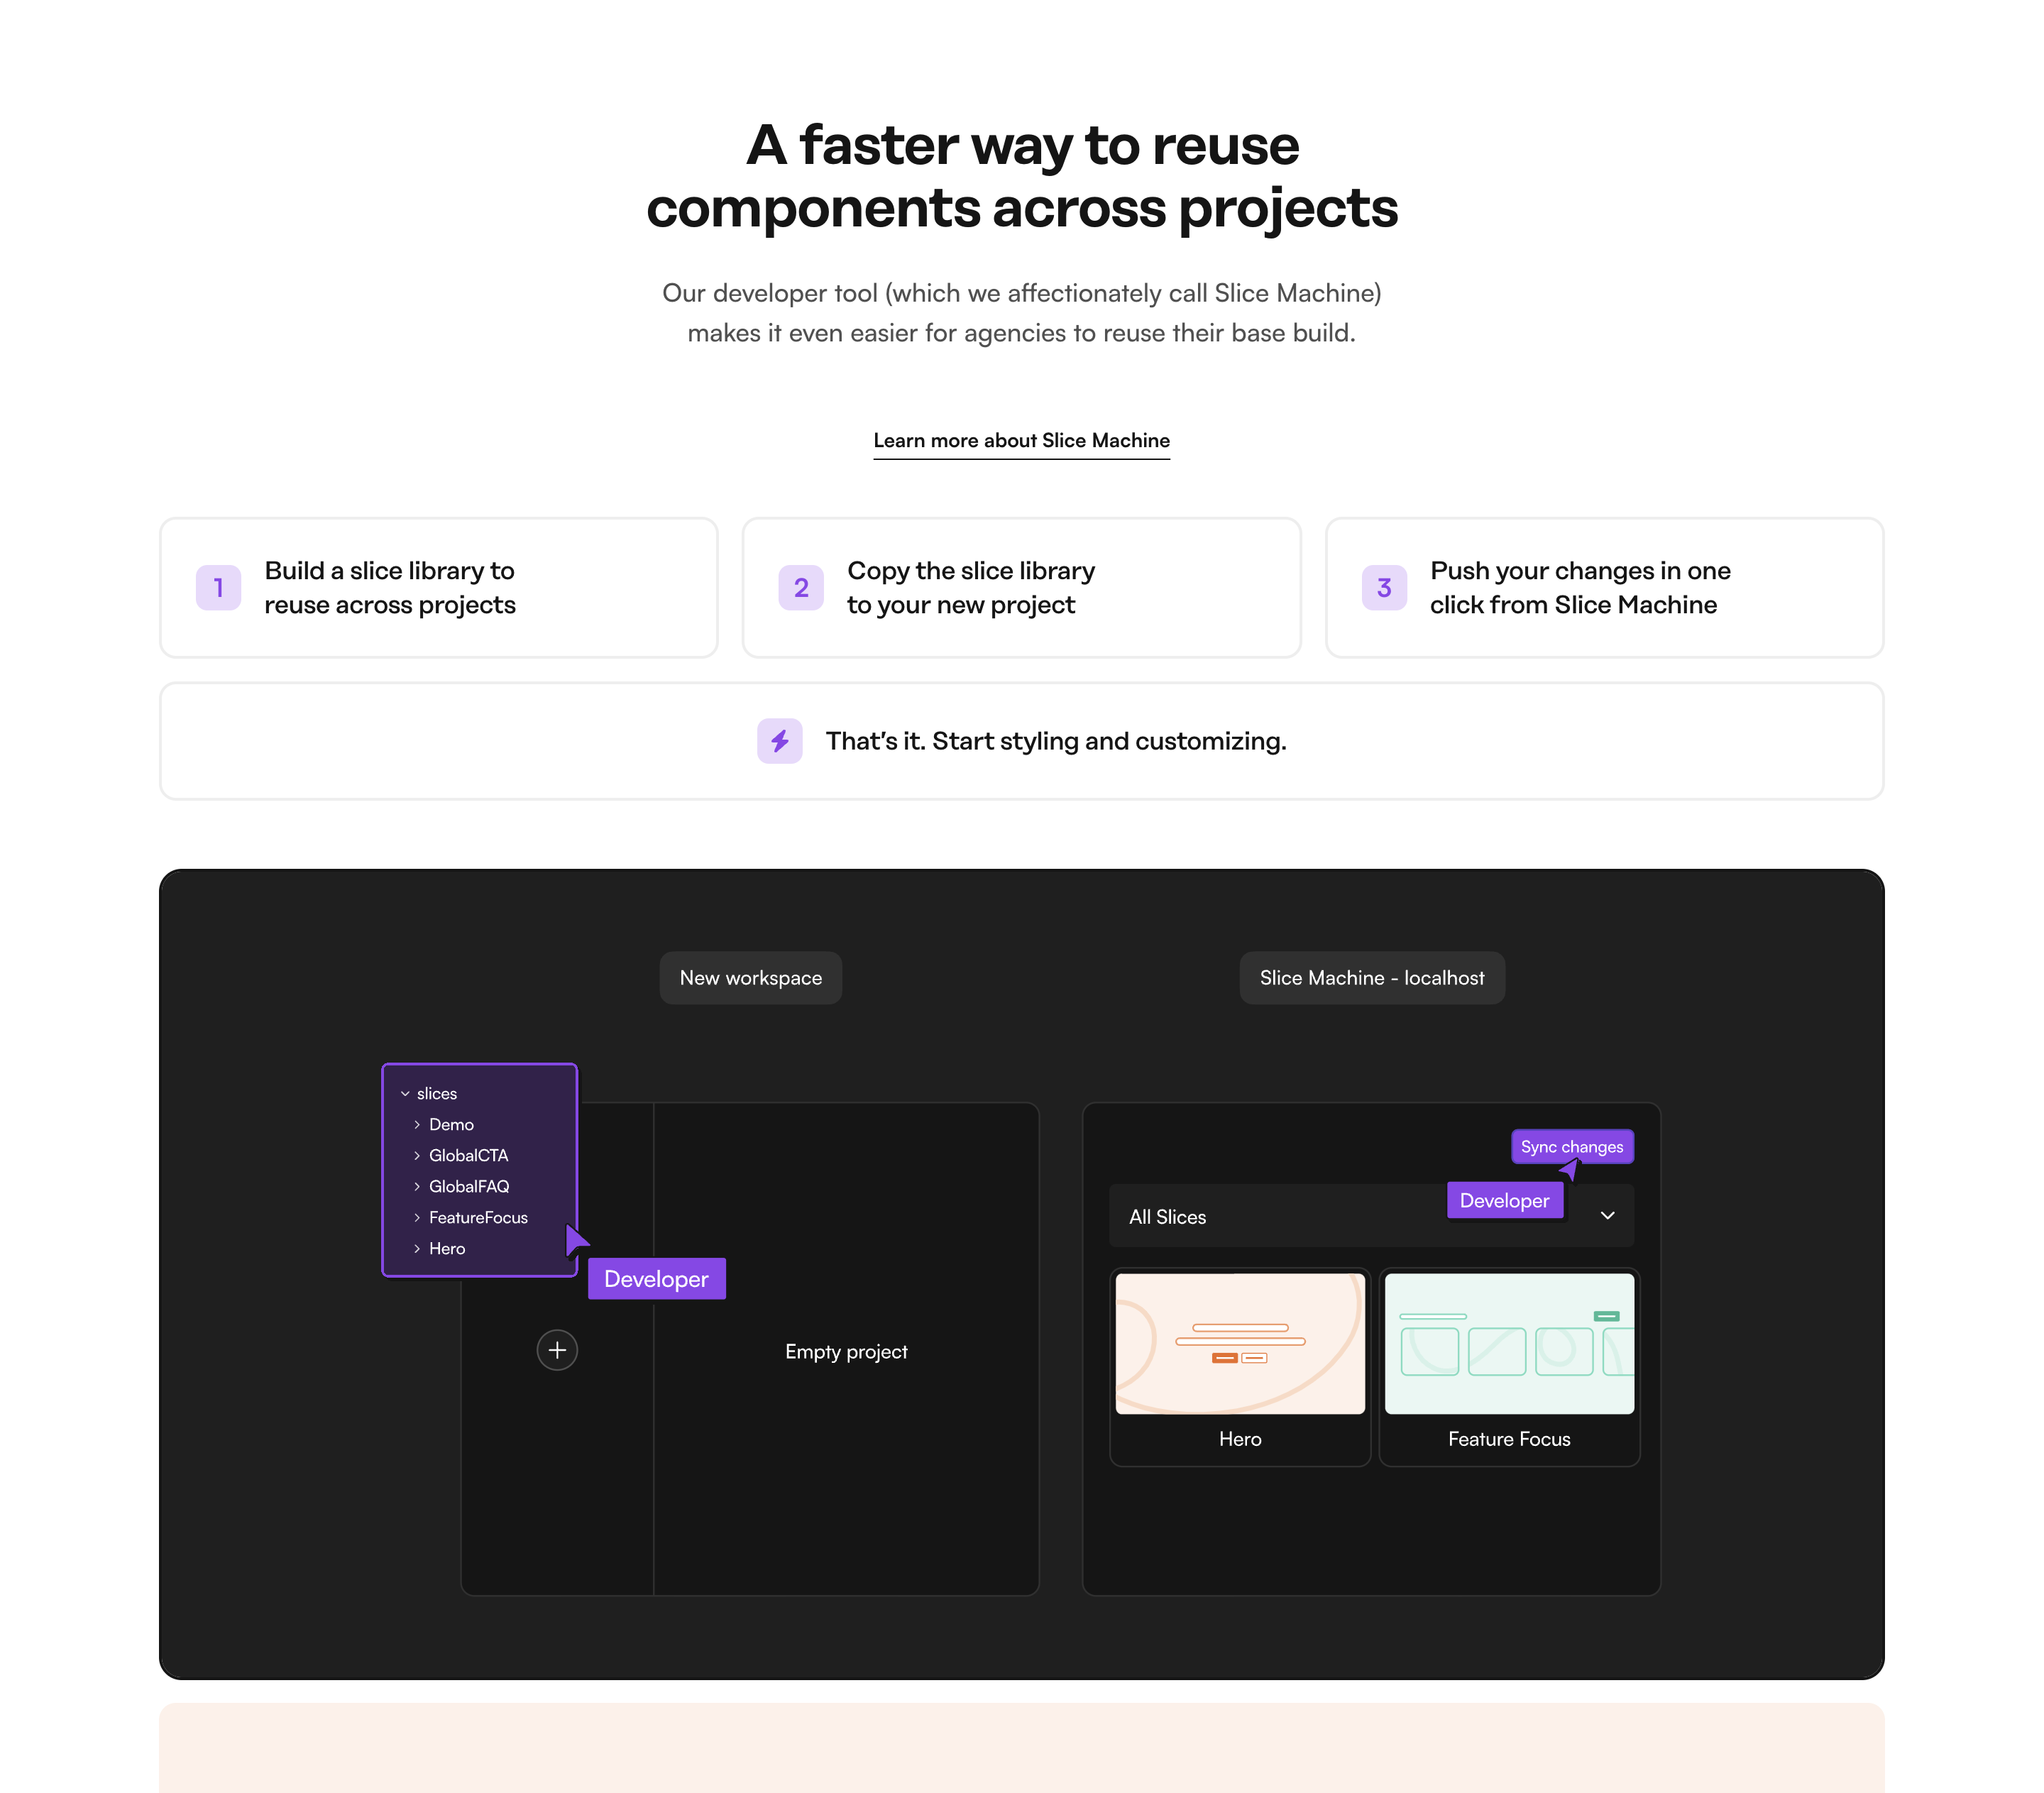 A faster way to reuse
components across projects
Our developer tool (which we affectionately call Slice Machine)
makes it even easier for agencies to reuse their base build.
Learn more about Slice Machine
1
Build a slice library to
reuse across projects
2
Copy the slice library
to your new project
3
Push your changes in one
click from Slice Machine
That's it. Start styling and customizing.
New workspace
slices
Demo
GlobalCTA
GlobalFAQ
FeatureFocus
Hero
Developer
Empty project
Slice Machine - localhost
Sync changes
Developer
All Slices
Hero
Feature Focus